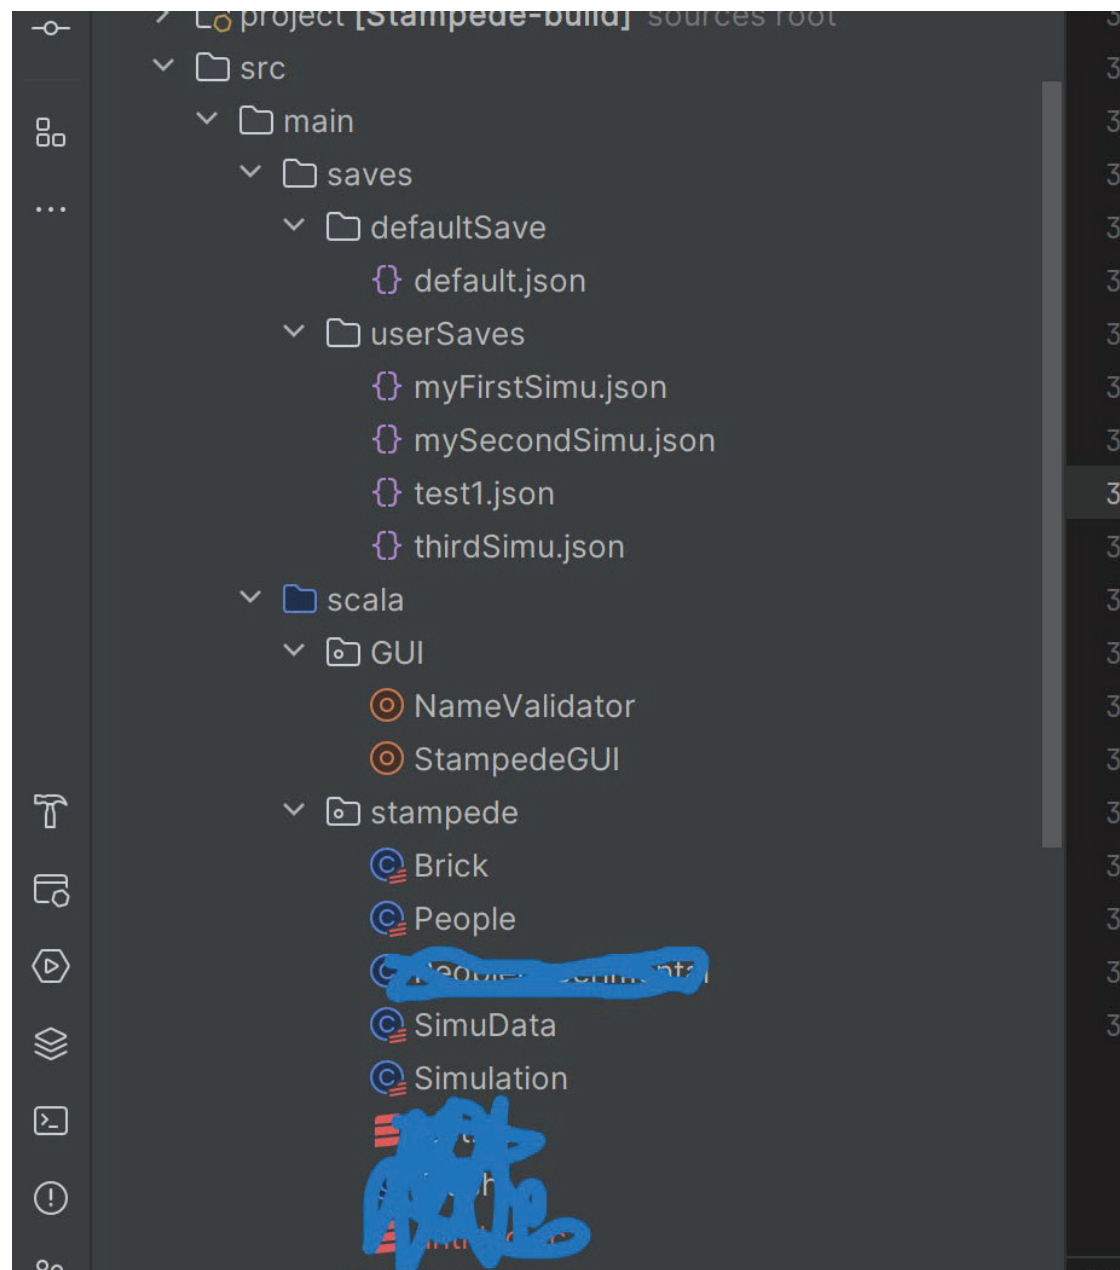 project [Stampede-build] sources root
src
main
saves
defaultSave
default.json
userSaves
myFirstSimu.json
mySecondSimu.json
test1.json
thirdSimu.json
scala
GUI
NameValidator
StampedeGUI
stampede
Brick
People
SimuData
Simulation